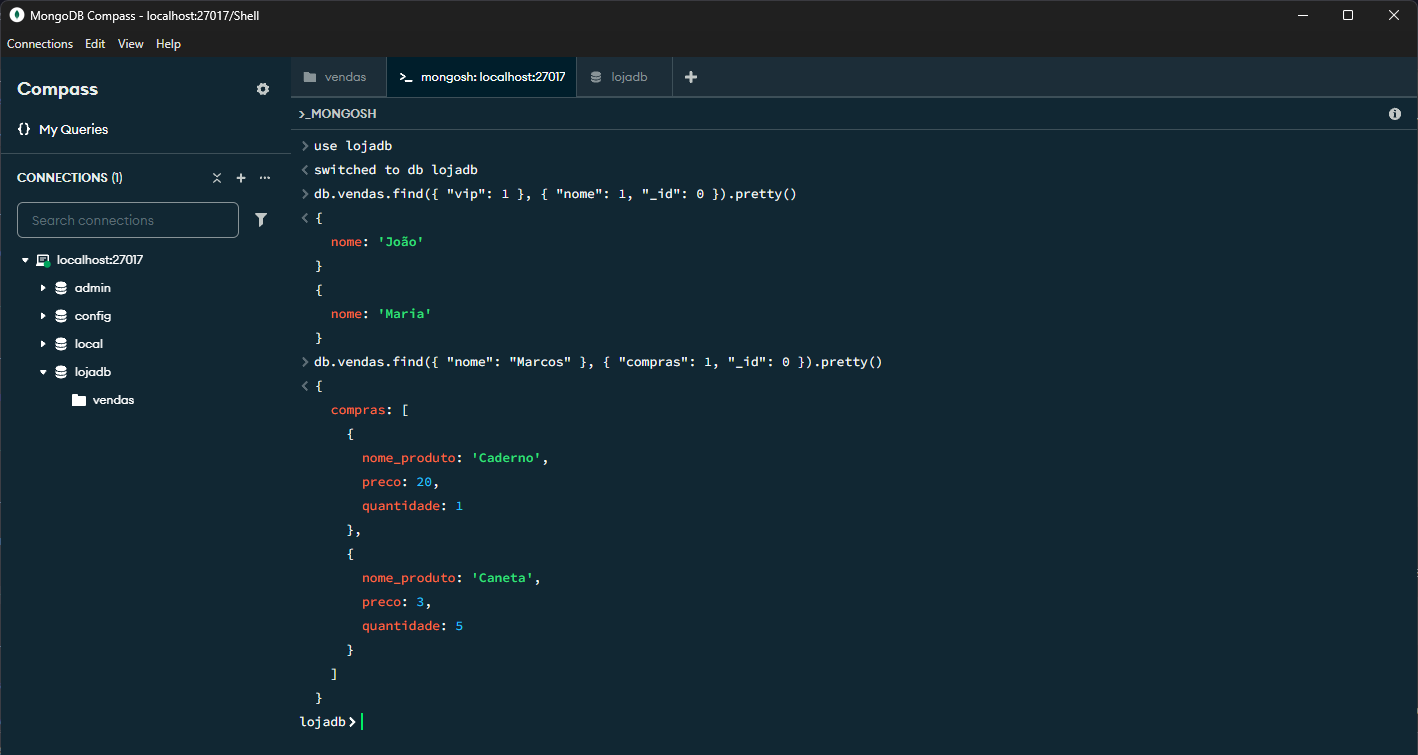 MongoDB Compass - localhost:27017/Shell
Connections Edit View Help
Compass
{} My Queries
CONNECTIONS (1)
Search connections
localhost:27017
admin
config
local
lojadb
vendas
vendas
>_ mongosh: localhost:27017
lojadb
>_MONGOSH
> use lojadb
< switched to db lojadb
> db.vendas.find({ "vip": 1 }, { "nome": 1, "_id": 0 }).pretty()
< {
nome: 'João'
}
{
nome: 'Maria'
}
> db.vendas.find({ "nome": "Marcos" }, { "compras": 1, "_id": 0 }).pretty()
< {
compras: [
{
nome_produto: 'Caderno',
preco: 20,
quantidade: 1
},
{
nome_produto: 'Caneta',
preco: 3,
quantidade: 5
}
]
}
lojadb>